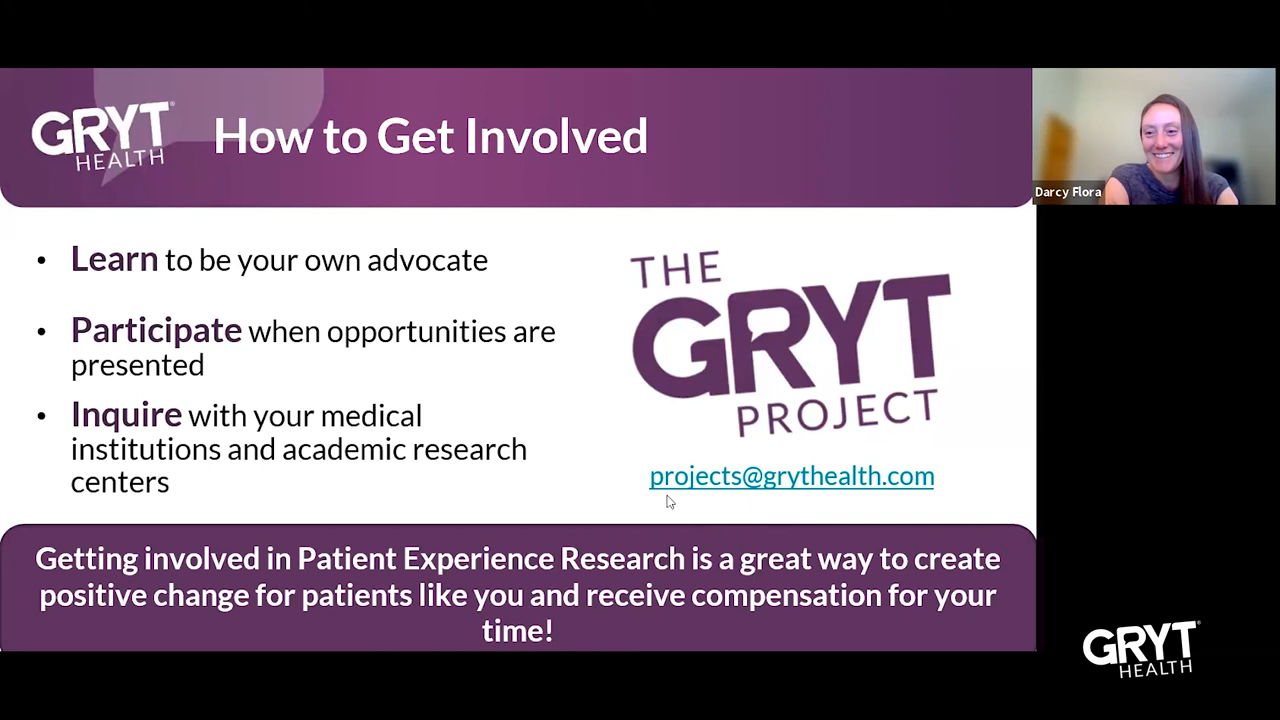 GRYT®
HEALTH
How to Get Involved
Darcy Flora
• Learn to be your own advocate
• Participate when opportunities are
presented
• Inquire with your medical
institutions and academic research
centers
THE
GRYT
PROJECT
projects@grythealth.com
Getting involved in Patient Experience Research is a great way to create
positive change for patients like you and receive compensation for your
time!
GRYT®
HEALTH